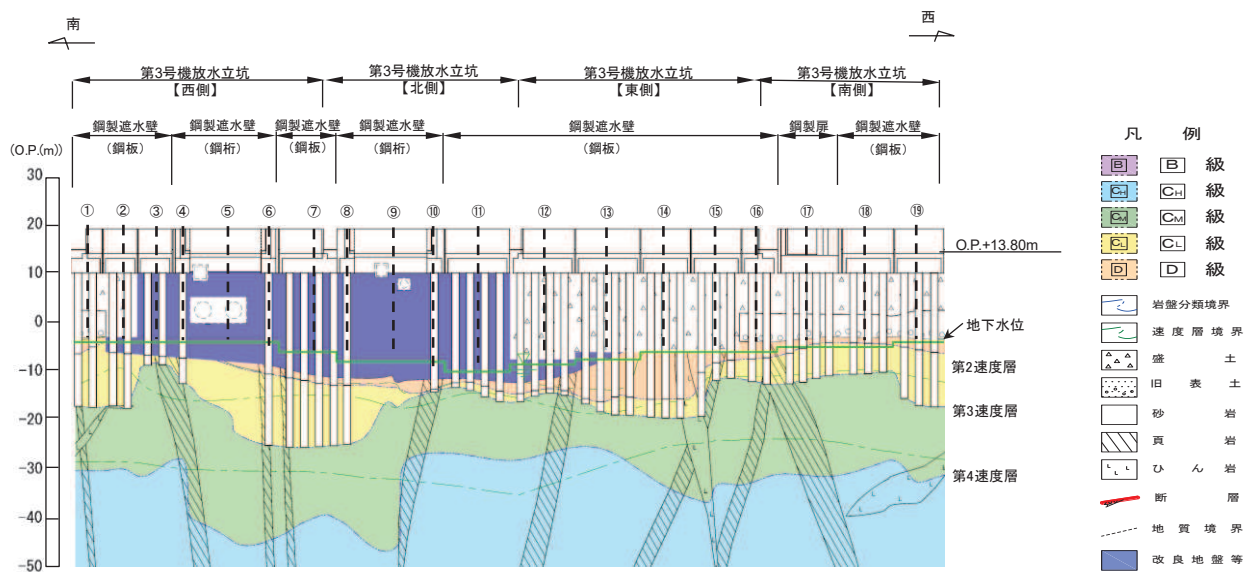 南
西
第3号機放水立坑
【西側】
第3号機放水立坑
【北側】
第3号機放水立坑
【東側】
第3号機放水立坑
【南側】
鋼製遮水壁
(鋼板)
鋼製遮水壁
(鋼桁)
鋼製遮水壁
(鋼板)
鋼製遮水壁
(鋼桁)
鋼製遮水壁
(鋼板)
鋼製扉
鋼製遮水壁
(鋼板)
(O.P.(m))
30
20
10
0
-10
-20
-30
-40
-50
① ② ③ ④ ⑤ ⑥ ⑦ ⑧ ⑨ ⑩ ⑪ ⑫ ⑬ ⑭ ⑮ ⑯ ⑰ ⑱ ⑲
O.P.+13.80m
地下水位
第2速度層
第3速度層
第4速度層
凡 例
B B 級
CH CH 級
CM CM 級
CL CL 級
D D 級
岩盤分類境界
速度層境界
盛土
旧表土
砂岩
頁岩
ひん岩
断層
地質境界
改良地盤等